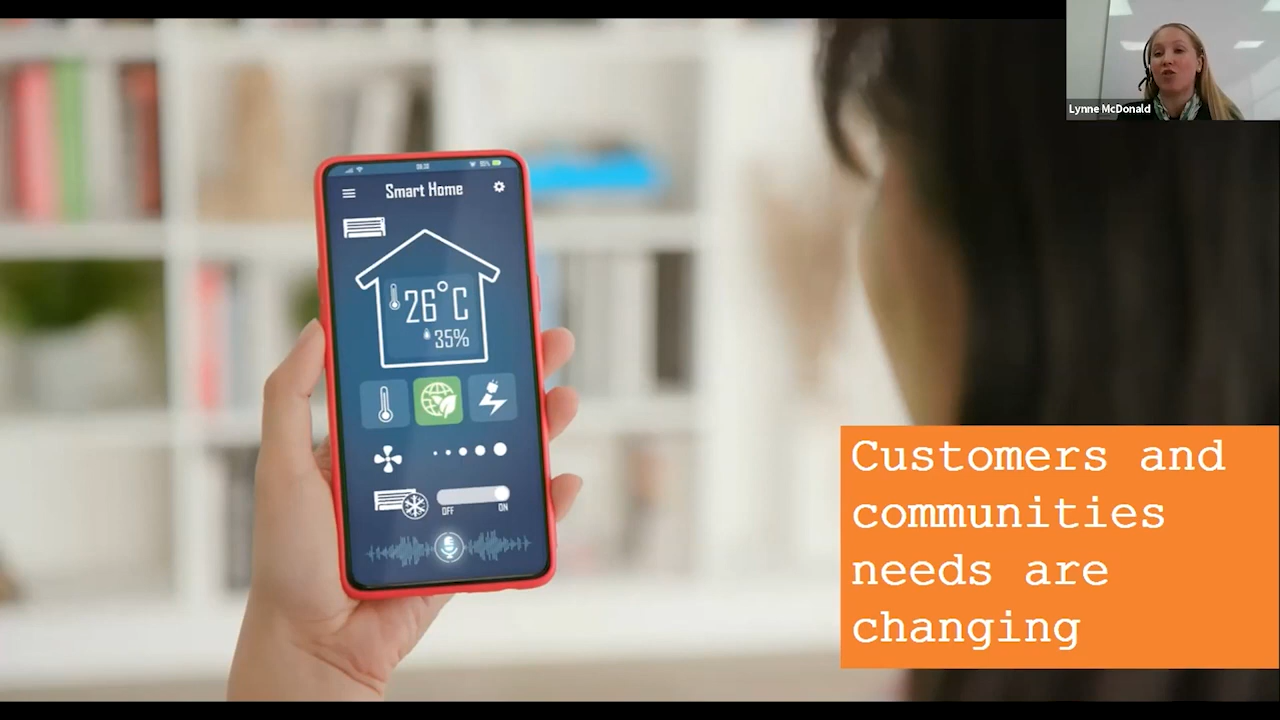 Lynne McDonald
Smart Home
26°C
35%
OFF
ON
Customers and
communities
needs are
changing